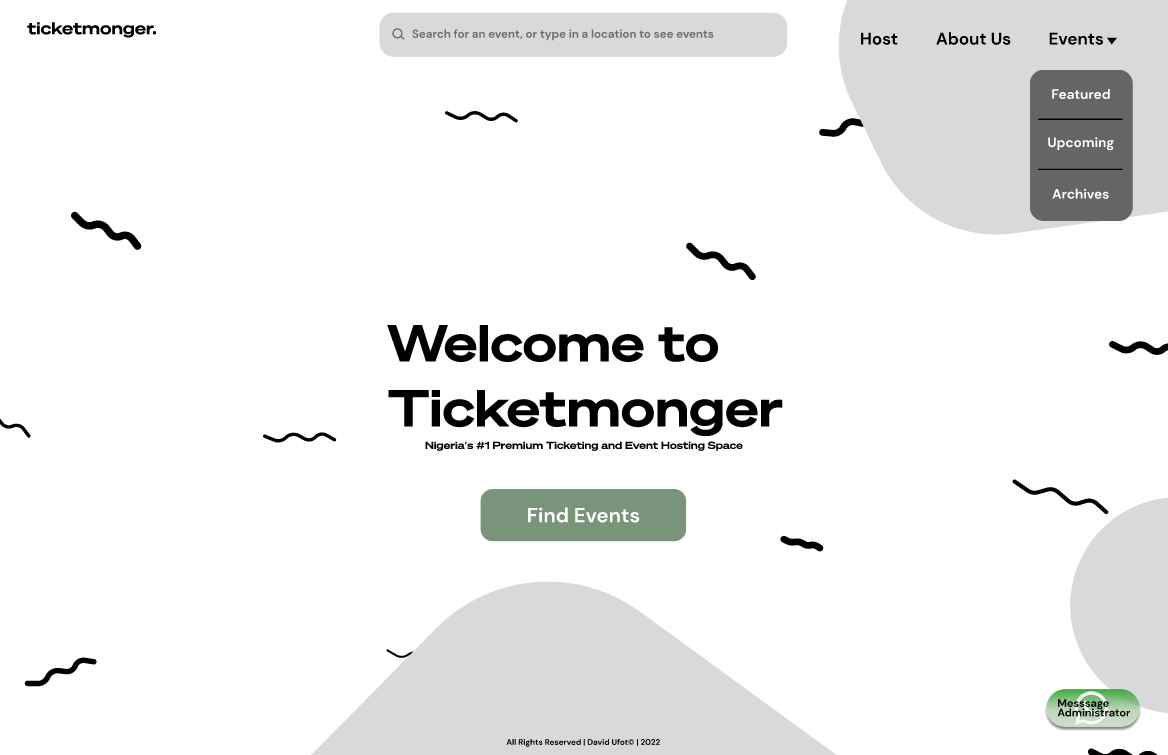 ticketmonger.
Search for an event, or type in a location to see events
Host
About Us
Events
Featured
Upcoming
Archives
Welcome to
Ticketmonger
Nigeria's #1 Premium Ticketing and Event Hosting Space
Find Events
Messsage
Administrator
All Rights Reserved | David Ufot© | 2022